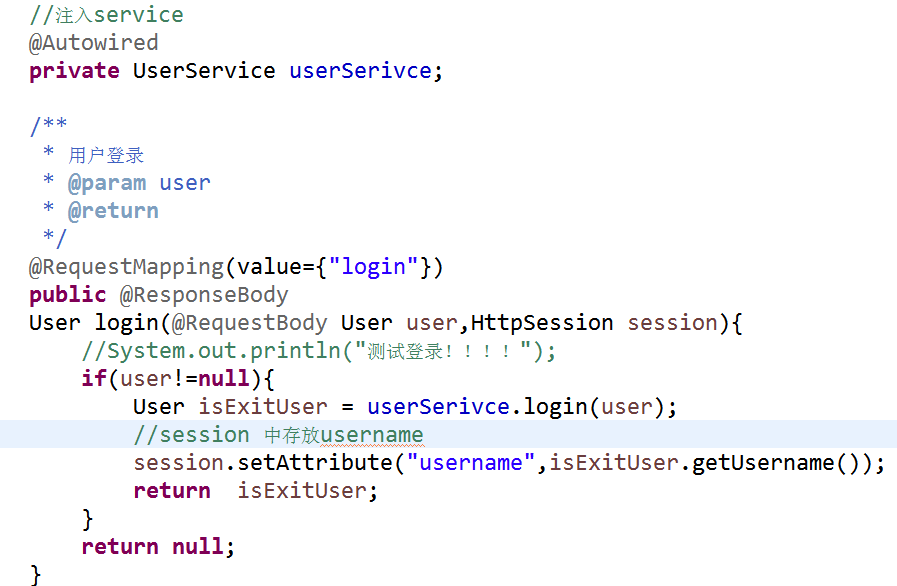 //注入service
@Autowired
private UserService userSerivce;
/**
* 用户登录
* @param user
* @return
*/
@RequestMapping(value={"login"})
public @ResponseBody
User login(@RequestBody User user,HttpSession session){
//System.out.println("测试登录！！！！");
if(user!=null){
User isExitUser = userSerivce.login(user);
//session 中存放username
session.setAttribute("username",isExitUser.getUsername());
return  isExitUser;
}
return null;
}